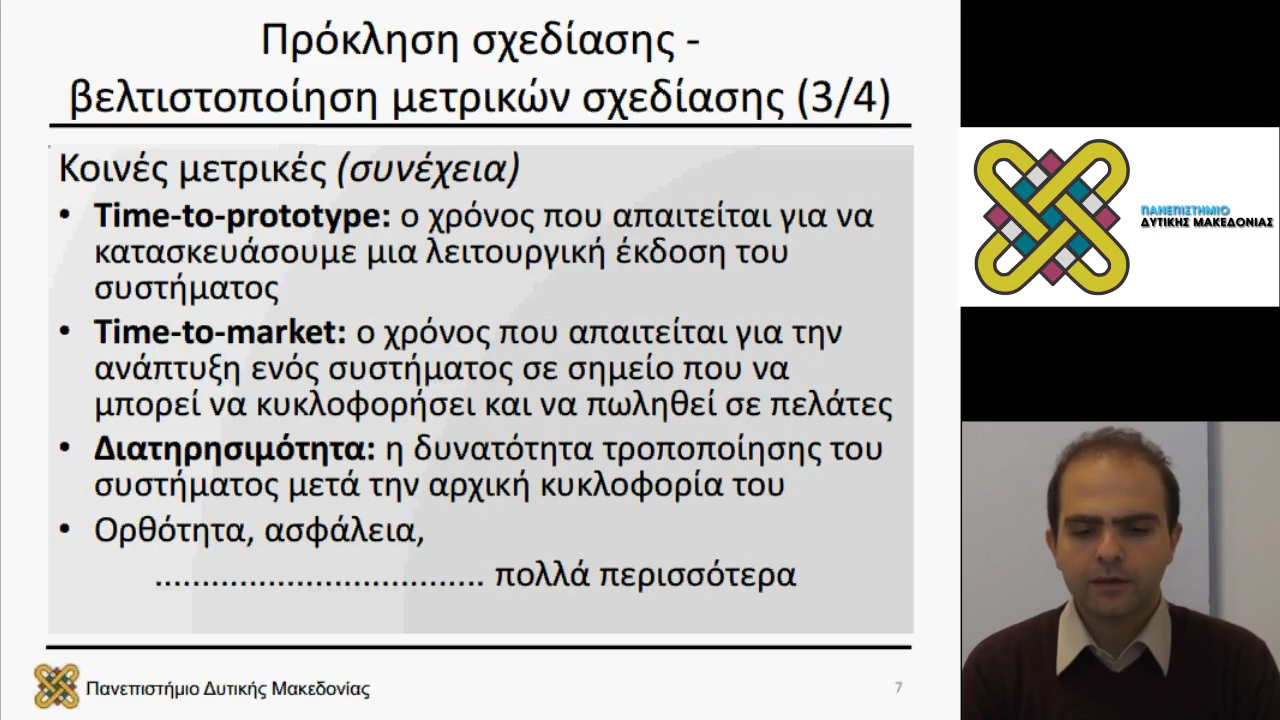 Πρόκληση σχεδίασης -
βελτιστοποίηση μετρικών σχεδίασης (3/4)
Κοινές μετρικές (συνέχεια)
• Time-to-prototype: ο χρόνος που απαιτείται για να
κατασκευάσουμε μια λειτουργική έκδοση του
συστήματος
• Time-to-market: ο χρόνος που απαιτείται για την
ανάπτυξη ενός συστήματος σε σημείο που να
μπορεί να κυκλοφορήσει και να πωληθεί σε πελάτες
• Διατηρησιμότητα: η δυνατότητα τροποποίησης του
συστήματος μετά την αρχική κυκλοφορία του
• Ορθότητα, ασφάλεια,
................................... πολλά περισσότερα
Πανεπιστήμιο Δυτικής Μακεδονίας
7
ΠΑΝΕΠΙΣΤΗΜΙΟ
ΔΥΤΙΚΗΣ ΜΑΚΕΔΟΝΙΑΣ